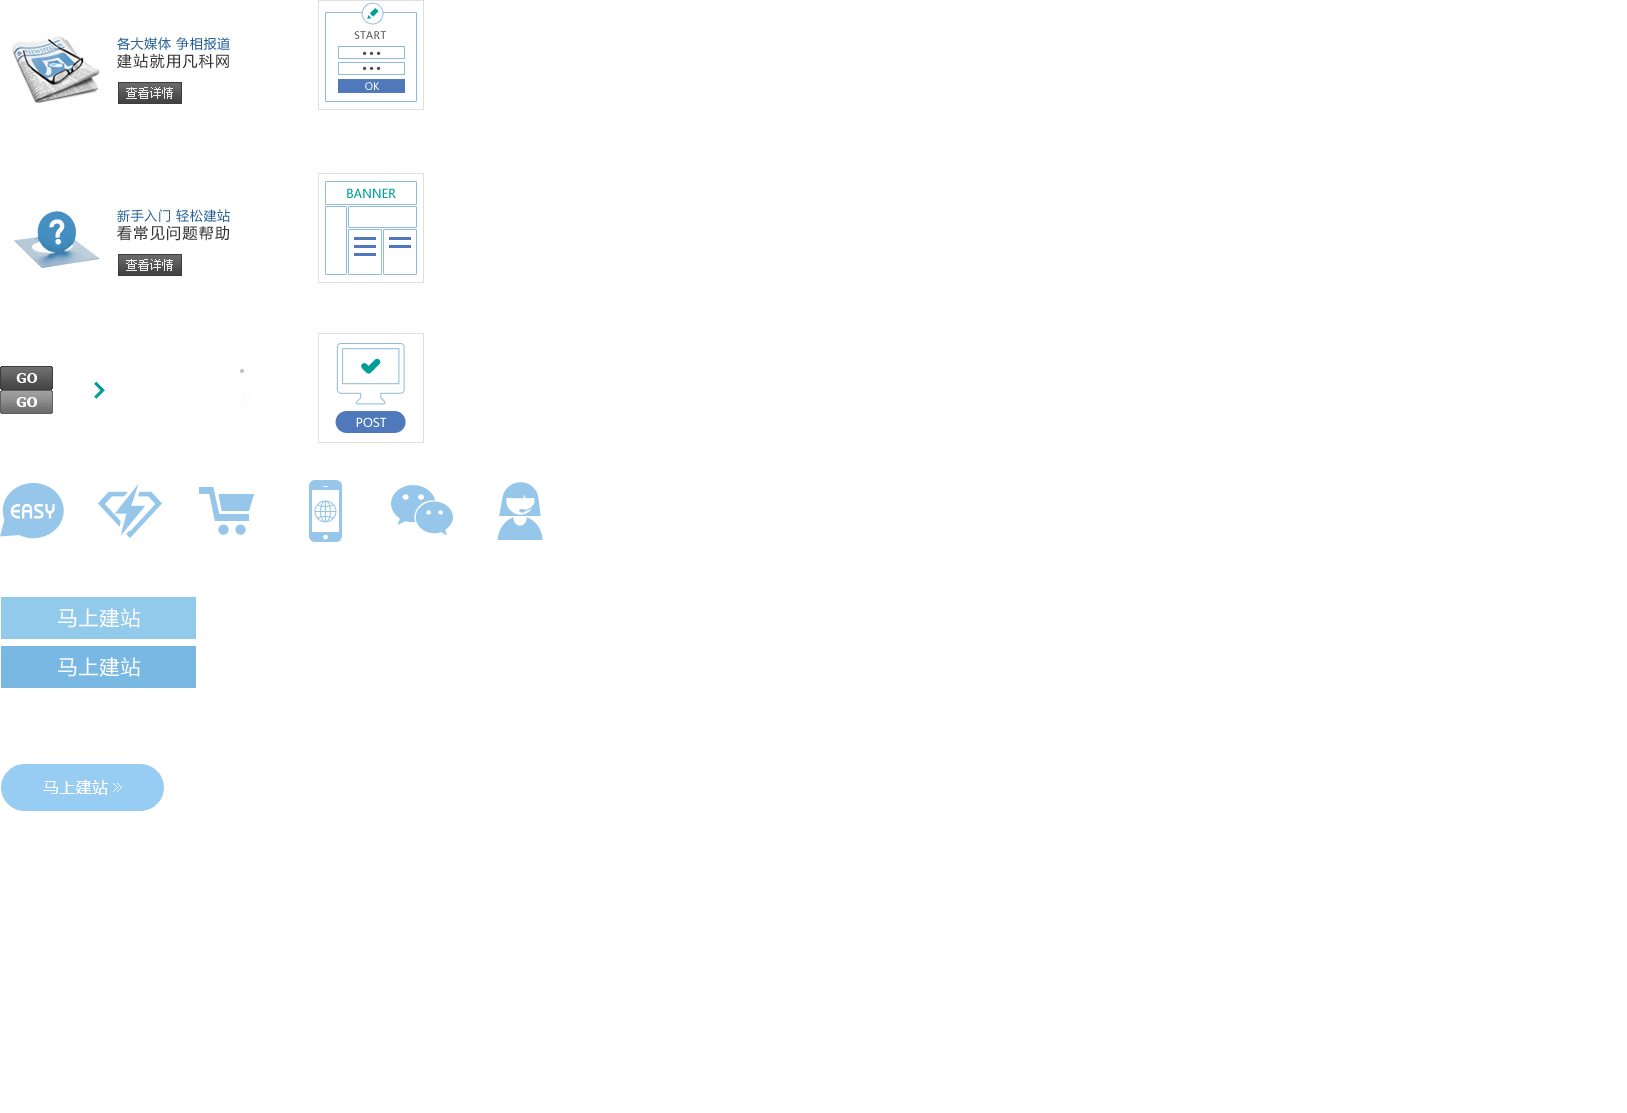 各大媒体 争相报道
建站就用凡科网
查看详情
START
OK
新手入门 轻松建站
看常见问题帮助
查看详情
BANNER
GO
GO
POST
EASY
马上建站
马上建站
马上建站 »